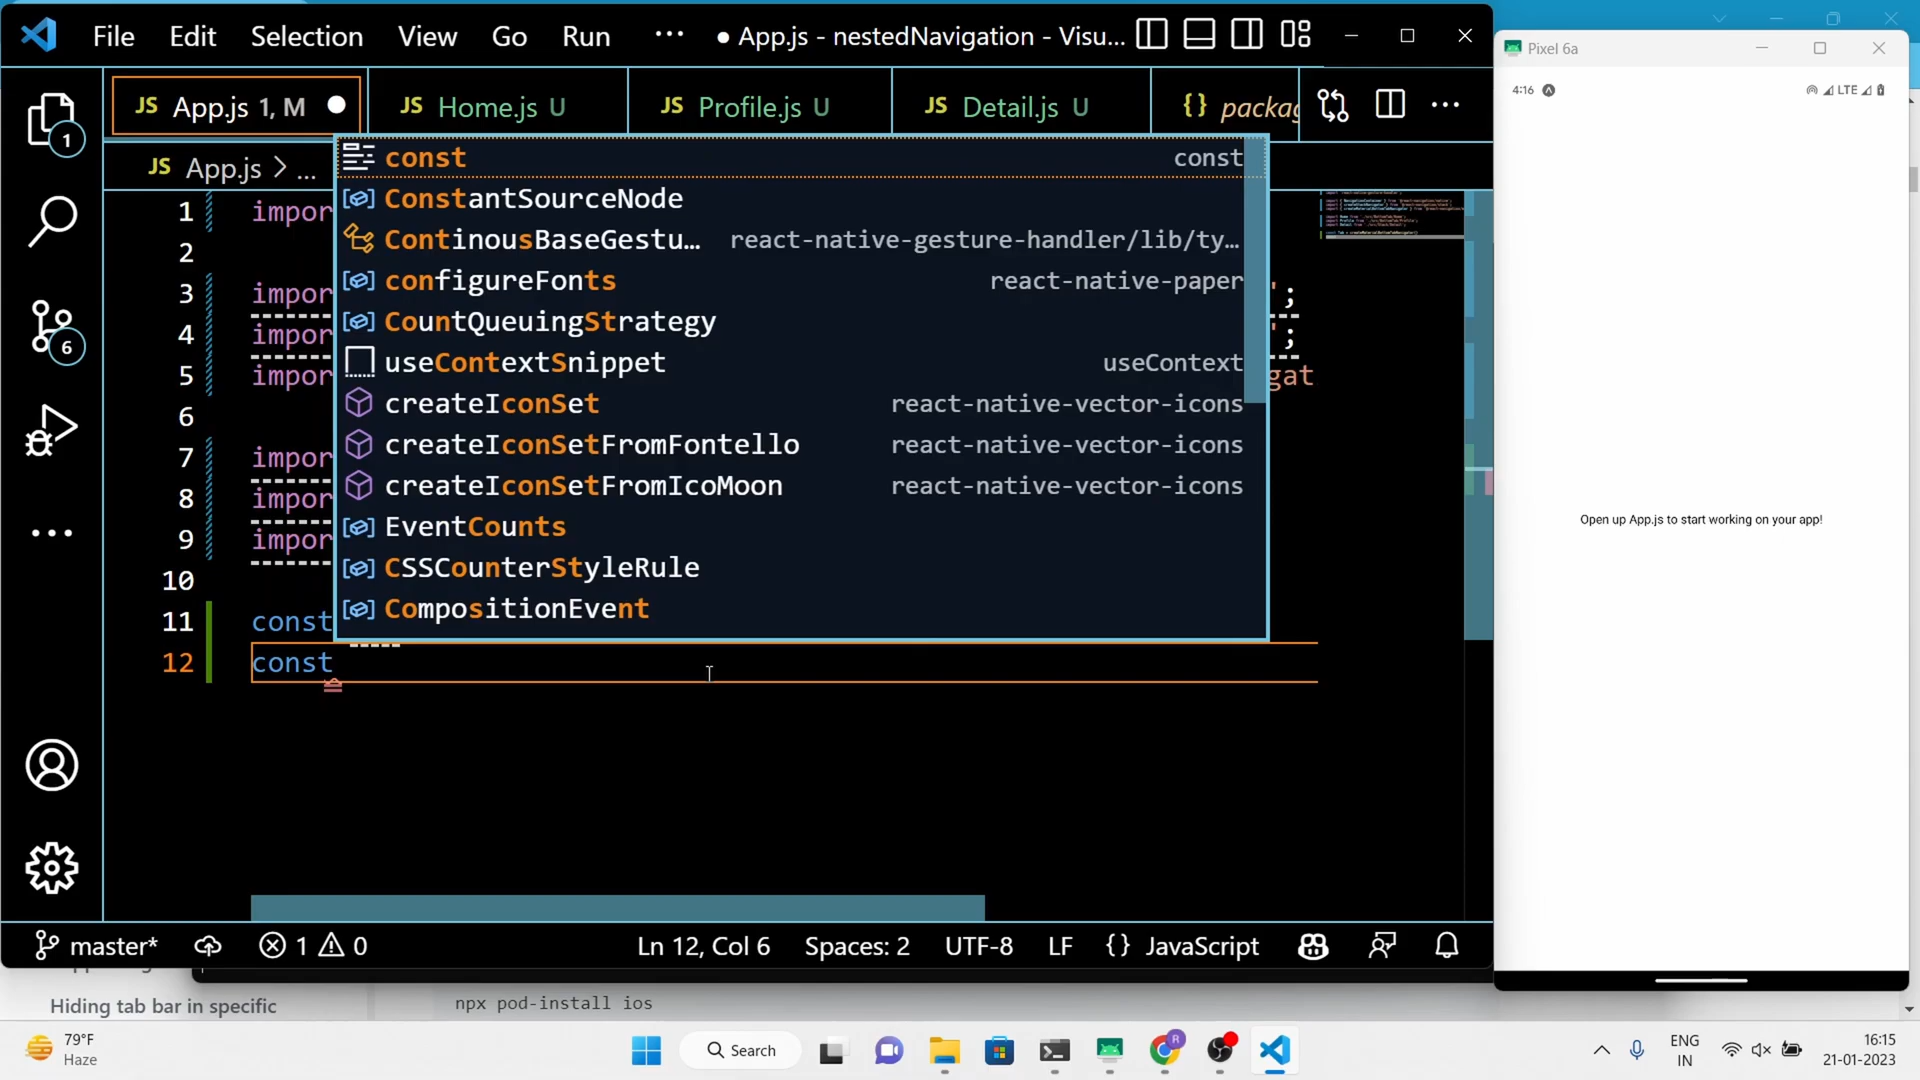 File Edit Selection View Go Run ··· ● App.js - nestedNavigation - Visu...
Pixel 6a
4:16 LTE
JS App.js 1, M ●
JS Home.js U
JS Profile.js U
JS Detail.js U
{} packag
JS App.js > ...
const const
ConstantSourceNode
ContinousBaseGestu... react-native-gesture-handler/lib/ty...
configureFonts react-native-paper
CountQueuingStrategy
useContextSnippet useContext
createIconSet react-native-vector-icons
createIconSetFromFontello react-native-vector-icons
createIconSetFromIcoMoon react-native-vector-icons
EventCounts
CSSCounterStyleRule
CompositionEvent
1 impor
2
3 impor ';
4 impor ';
5 impor gat
6
7 impor
8 impor
9 impor
10
11 const
12 const
1
6
Open up App.js to start working on your app!
master* 1 0 Ln 12, Col 6 Spaces: 2 UTF-8 LF {} JavaScript
Hiding tab bar in specific
npx pod-install ios
79°F
Haze
Search
R
ENG
IN
16:15
21-01-2023